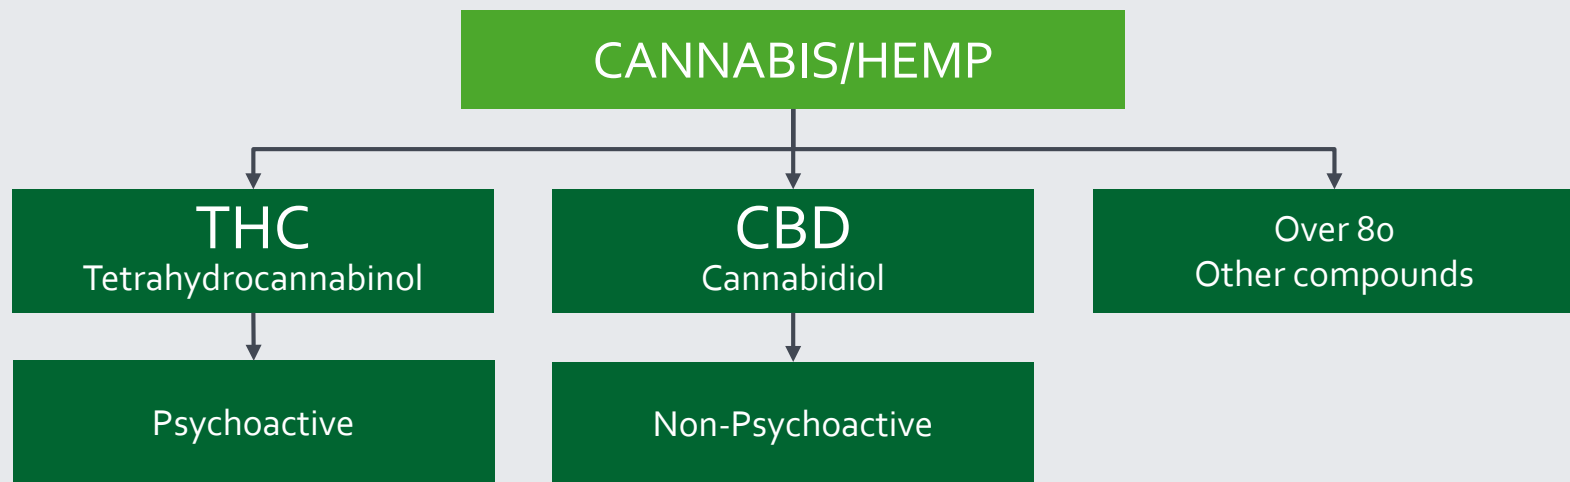 CANNABIS/HEMP
THC
Tetrahydrocannabinol
CBD
Cannabidiol
Over 80
Other compounds
Psychoactive
Non-Psychoactive